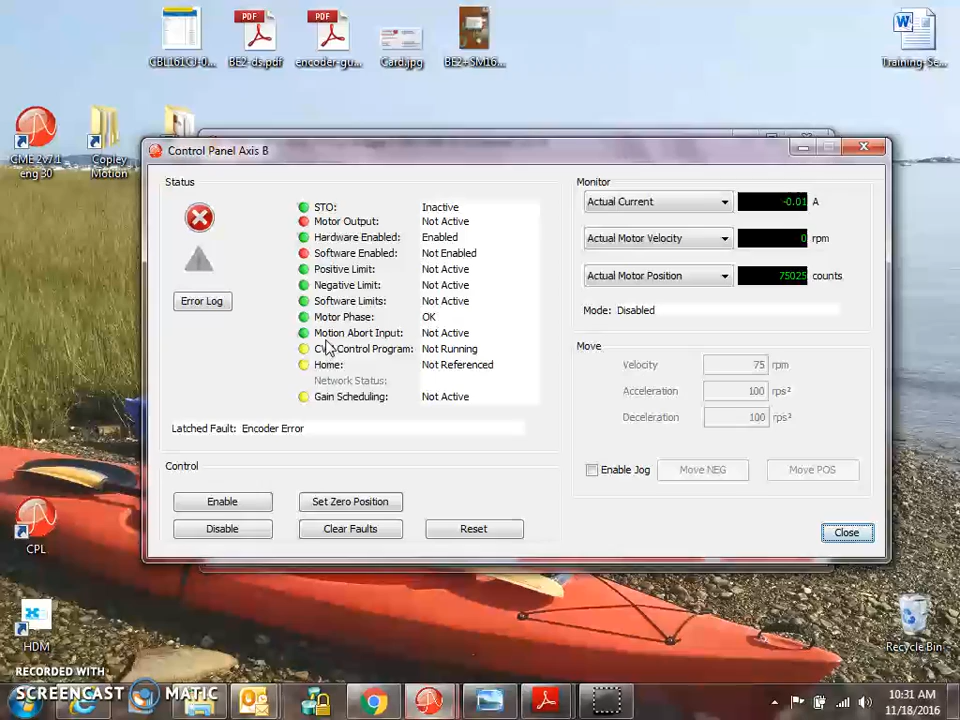 CBL161CJ-0...
BE2-ds.pdf
encoder-gu...
Card.jpg
BE2+SM16...
Training-Se...
CME 2v7.1
eng 30
Copley
Motion
Control Panel Axis B
Status
STO: Inactive
Motor Output: Not Active
Hardware Enabled: Enabled
Software Enabled: Not Enabled
Positive Limit: Not Active
Negative Limit: Not Active
Software Limits: Not Active
Motor Phase: OK
Motion Abort Input: Not Active
Control Program: Not Running
Home: Not Referenced
Network Status:
Gain Scheduling: Not Active
Error Log
Latched Fault: Encoder Error
Control
Enable
Set Zero Position
Disable
Clear Faults
Reset
Monitor
Actual Current -0.01 A
Actual Motor Velocity 0 rpm
Actual Motor Position 75025 counts
Mode: Disabled
Move
Velocity 75 rpm
Acceleration 100 rps²
Deceleration 100 rps²
Enable Jog
Move NEG
Move POS
Close
CPL
HDM
Recycle Bin
RECORDED WITH
SCREENCAST MATIC
10:31 AM
11/18/2016